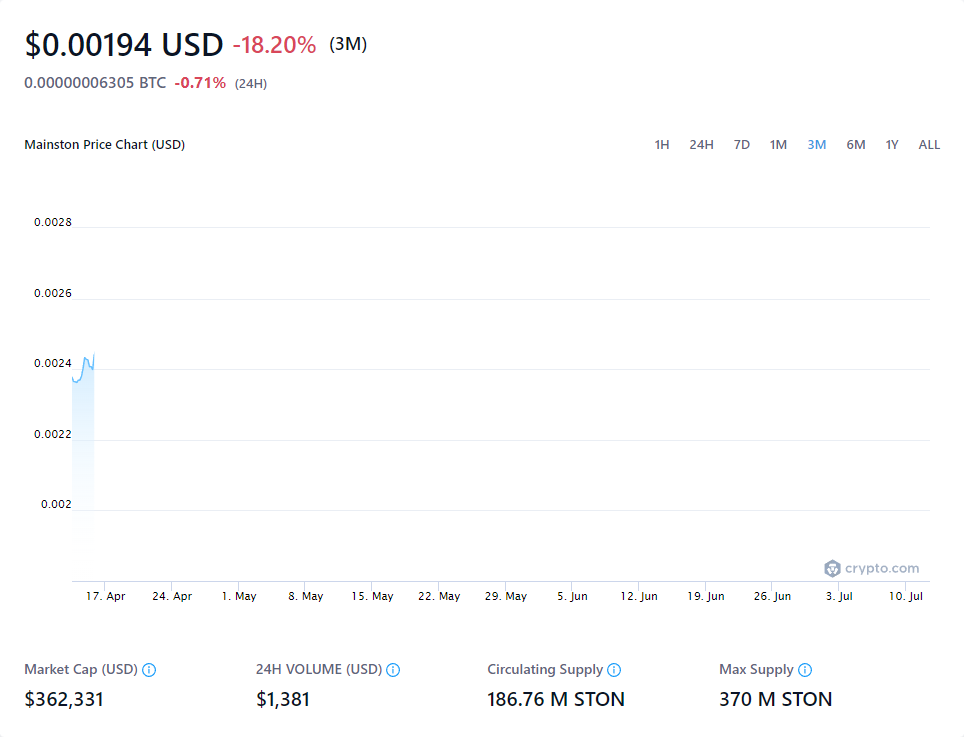 $0.00194 USD -18.20% (3M)
0.00000006305 BTC -0.71% (24H)
Mainston Price Chart (USD) 1H 24H 7D 1M 3M 6M 1Y ALL
0.0028
0.0026
0.0024
0.0022
0.002
crypto.com
17. Apr 24. Apr 1. May 8. May 15. May 22. May 29. May 5. Jun 12. Jun 19. Jun 26. Jun 3. Jul 10. Jul
Market Cap (USD) 24H VOLUME (USD) Circulating Supply Max Supply
$362,331 $1,381 186.76 M STON 370 M STON